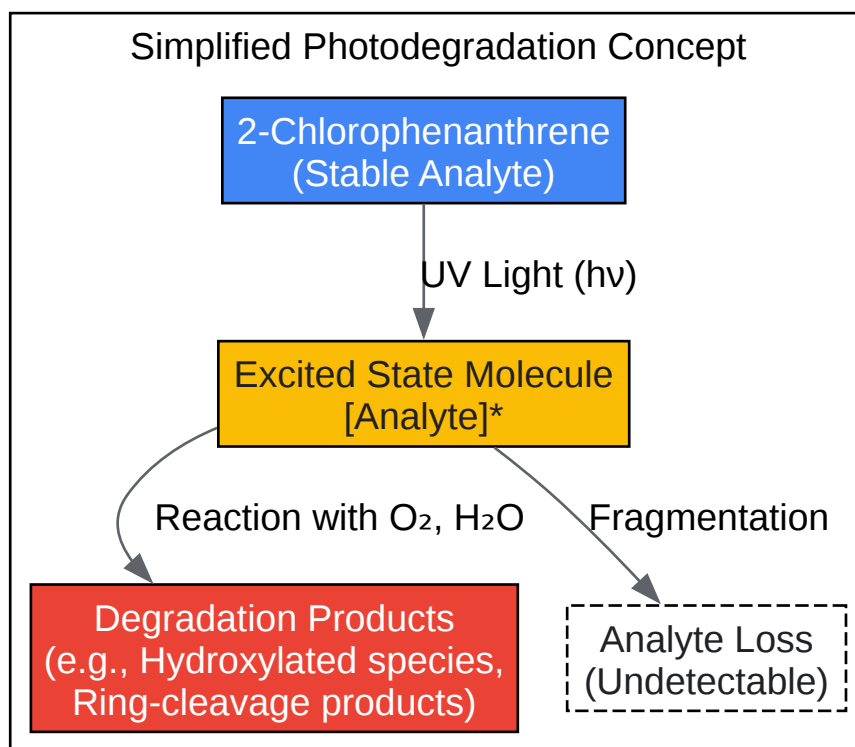 Simplified Photodegradation Concept
2-Chlorophenanthrene
(Stable Analyte)
UV Light (hν)
Excited State Molecule
[Analyte]*
Reaction with O₂, H₂O
Fragmentation
Degradation Products
(e.g., Hydroxylated species,
Ring-cleavage products)
Analyte Loss
(Undetectable)